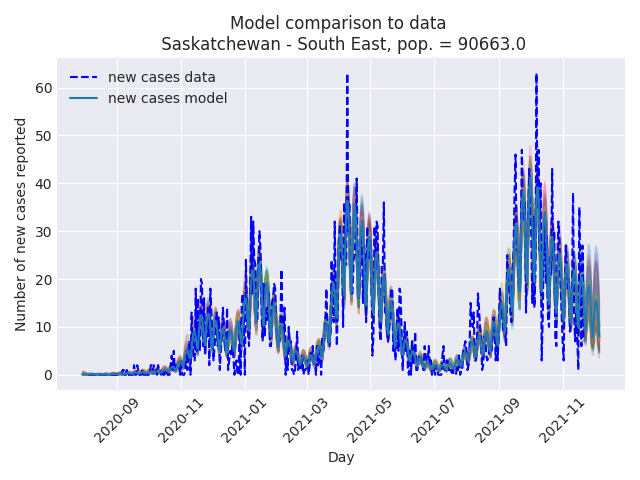 Model comparison to data
Saskatchewan - South East, pop. = 90663.0
new cases data
new cases model
Number of new cases reported
60
50
40
30
20
10
0
2020-09
2020-11
2021-01
2021-03
2021-05
2021-07
2021-09
2021-11
Day